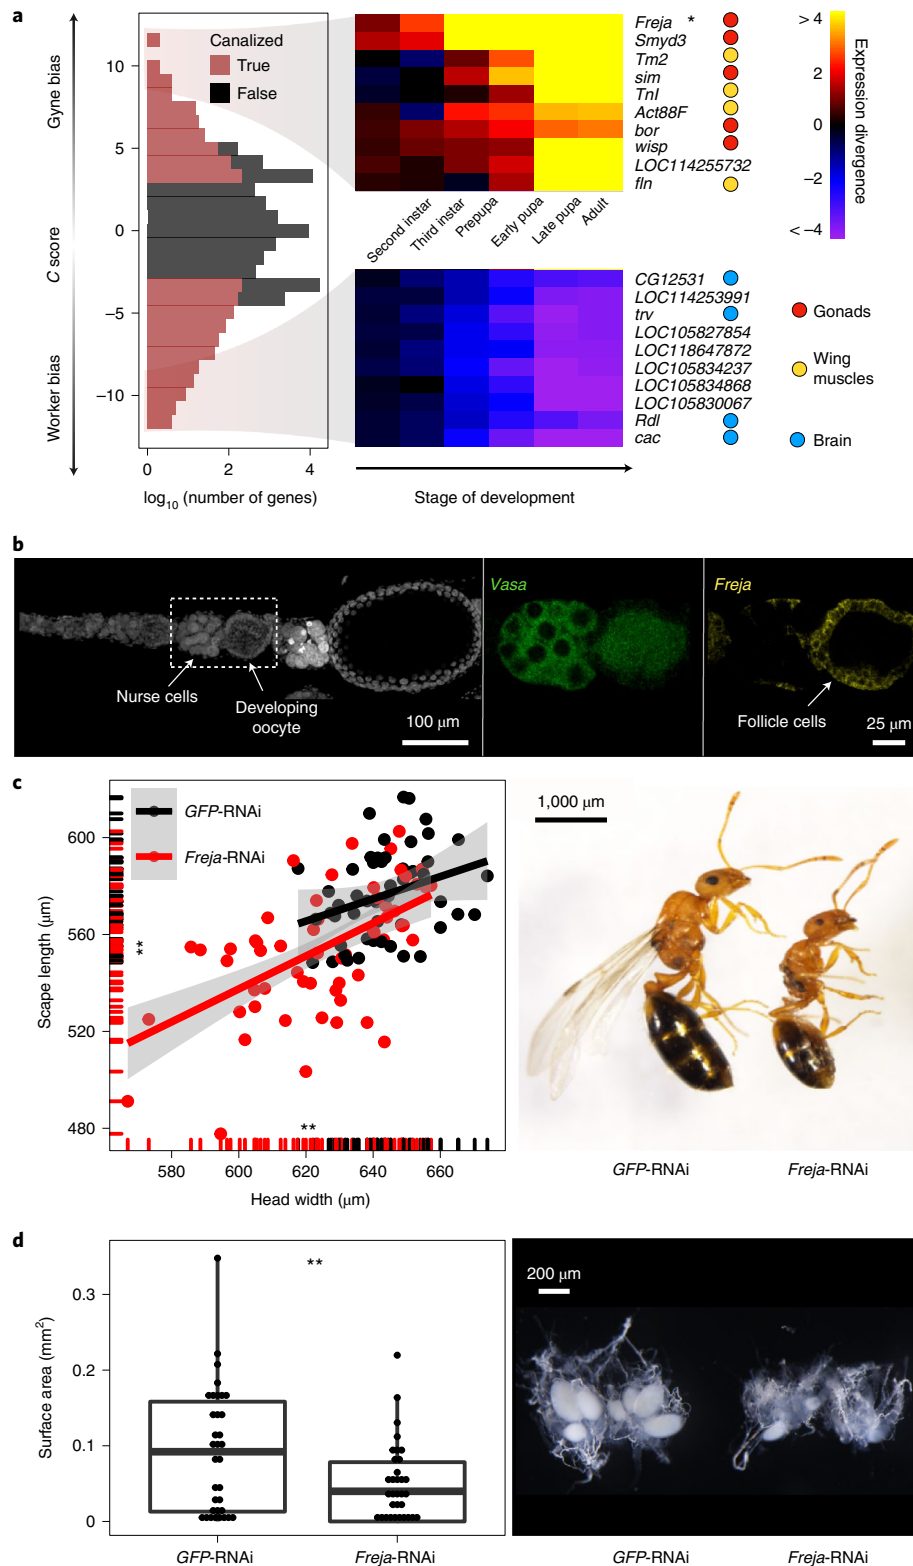 a
Gyne bias
C score
Worker bias
10
5
0
−5
−10
0
2
4
log10 (number of genes)
Canalized
True
False
Second instar
Third instar
Prepupa
Early pupa
Late pupa
Adult
Stage of development
Freja *
Smyd3
Tm2
sim
TnI
Act88F
bor
wisp
LOC114255732
fln
CG12531
LOC114253991
trv
LOC105827854
LOC118647872
LOC105834237
LOC105834868
LOC105830067
Rdl
cac
> 4
2
0
−2
< −4
Expression divergence
Gonads
Wing
muscles
Brain
b
Nurse cells
Developing
oocyte
100 µm
Vasa
Freja
Follicle cells
25 µm
c
GFP-RNAi
Freja-RNAi
Scape length (µm)
600
560
520
480
**
**
580
600
620
640
660
Head width (µm)
1,000 µm
GFP-RNAi
Freja-RNAi
d
Surface area (mm2)
0.3
0.2
0.1
0
**
GFP-RNAi
Freja-RNAi
200 µm
GFP-RNAi
Freja-RNAi